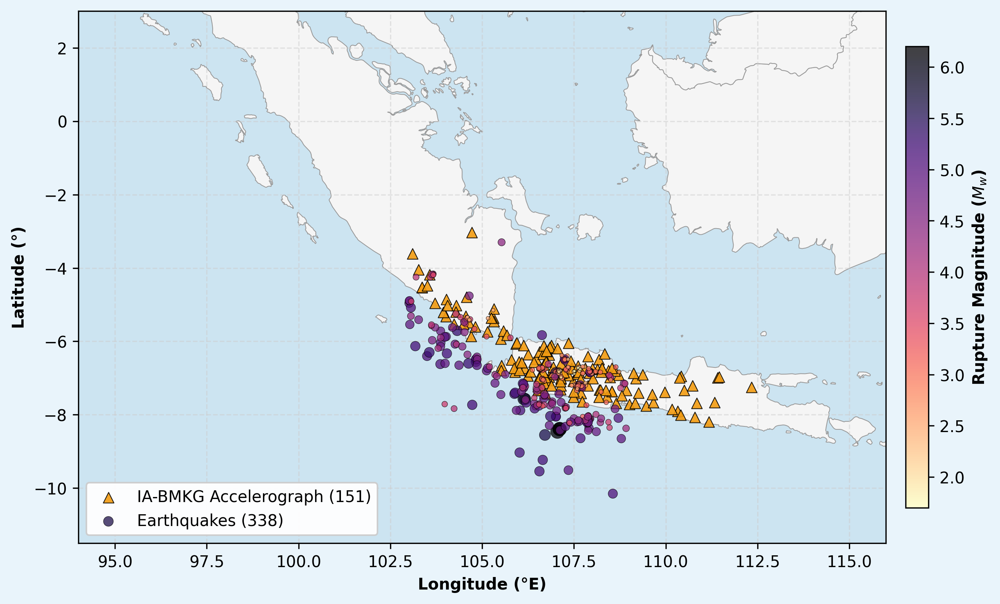 2
0
−2
−4
−6
−8
−10
Latitude (°)
95.0 97.5 100.0 102.5 105.0 107.5 110.0 112.5 115.0
Longitude (°E)
IA-BMKG Accelerograph (151)
Earthquakes (338)
6.0
5.5
5.0
4.5
4.0
3.5
3.0
2.5
2.0
Rupture Magnitude (M_w)